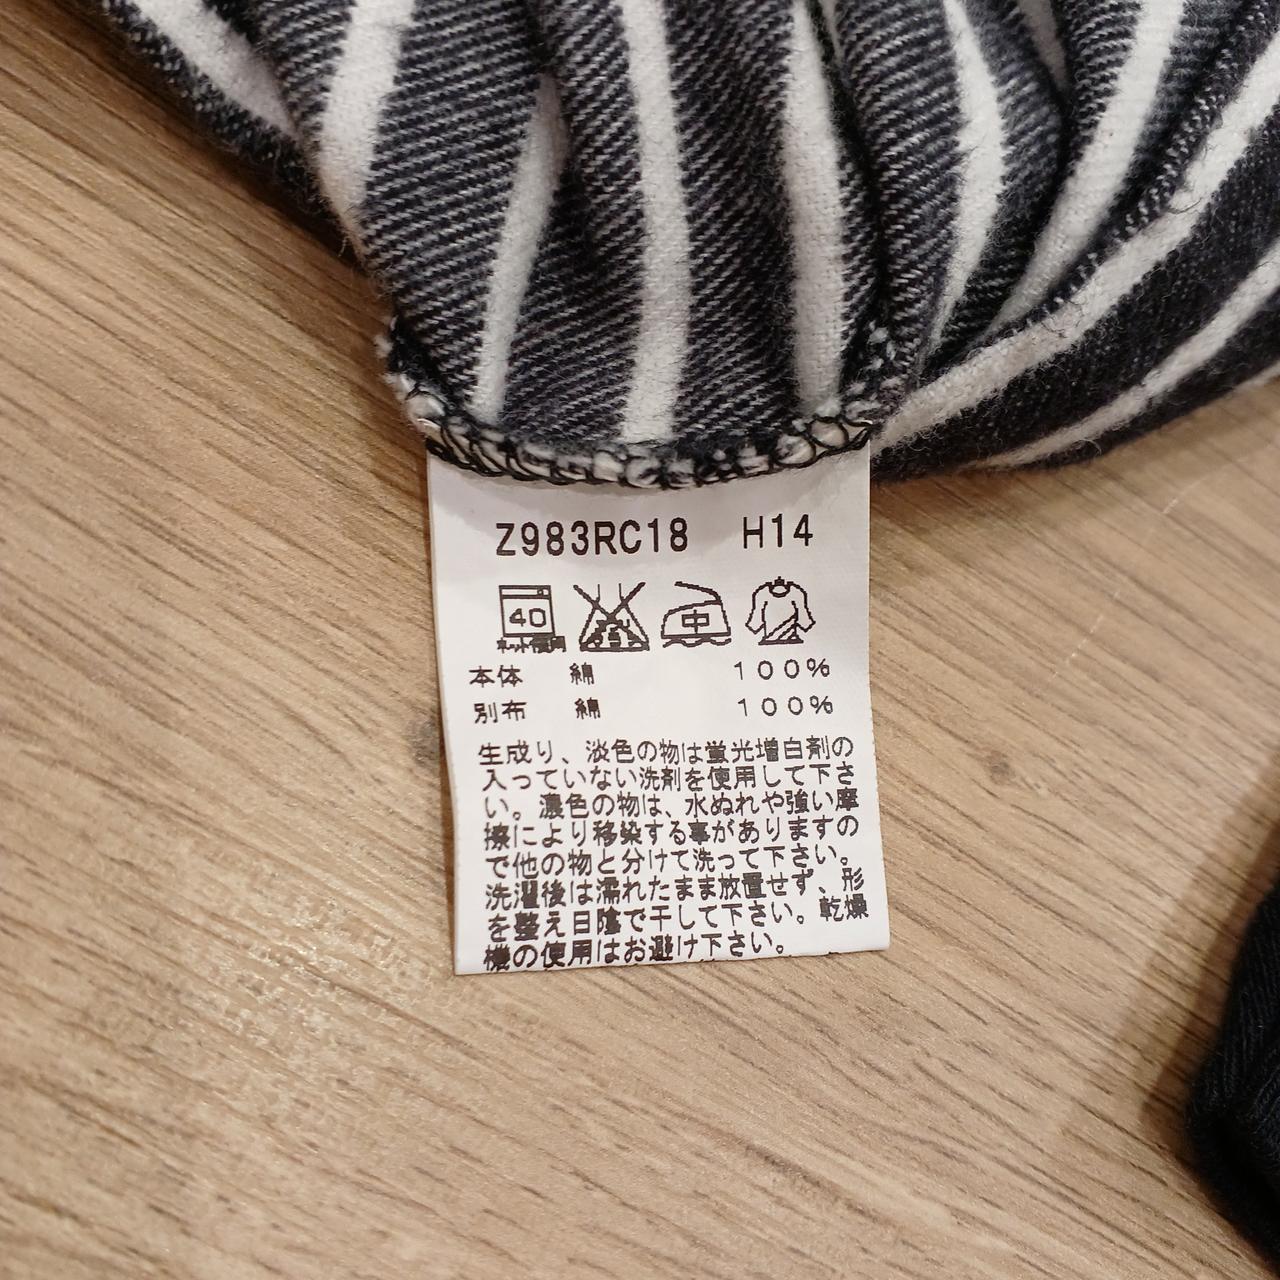 Z983RC18 H14
40 中
ネット使用
本体 綿 100%
別布 綿 100%
生成り、淡色の物は蛍光増白剤の
入っていない洗剤を使用して下さ
い。濃色の物は、水ぬれや強い摩
擦により移染する事がありますの
で他の物と分けて洗って下さい。
洗濯後は濡れたまま放置せず、形
を整え日陰で干して下さい。乾燥
機の使用はお避け下さい。